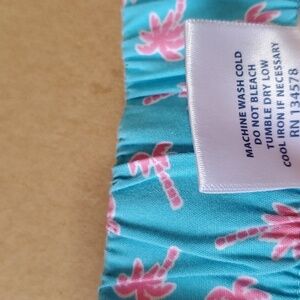 MACHINE WASH COLD
DO NOT BLEACH
TUMBLE DRY LOW
COOL IRON IF NECESSARY
RN 134578